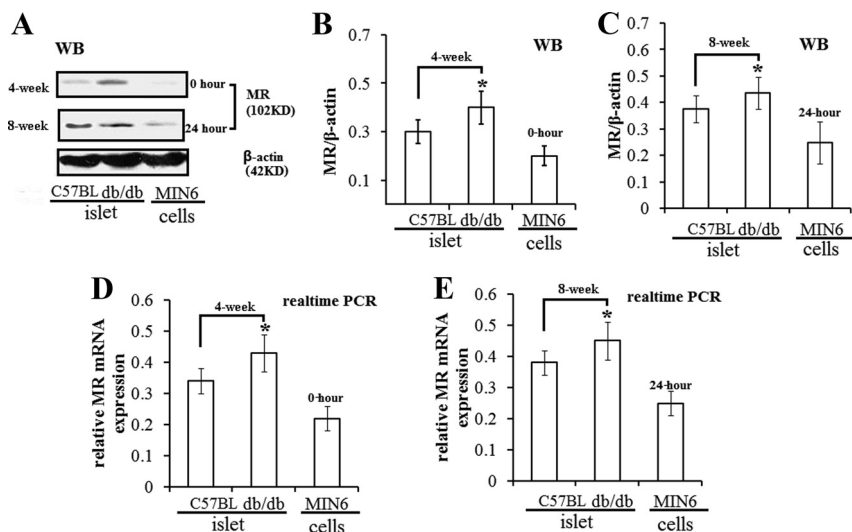 A
WB
4-week
0 hour
MR
(102KD)
8-week
24 hour
β-actin
(42KD)
C57BL db/db MIN6
islet cells
B
WB
MR/β-actin
0.7
0.5
0.3
0.1
4-week
*
0-hour
C57BL db/db MIN6
islet cells
C
WB
MR/β-actin
0.7
0.6
0.5
0.4
0.3
0.2
0.1
0
8-week
*
24-hour
C57BL db/db MIN6
islet cells
D
realtime PCR
relative MR mRNA
expression
0.6
0.5
0.4
0.3
0.2
0.1
0
4-week
*
0-hour
C57BL db/db MIN6
islet cells
E
realtime PCR
relative MR mRNA
expression
0.6
0.5
0.4
0.3
0.2
0.1
0
8-week
*
24-hour
C57BL db/db MIN6
islet cells